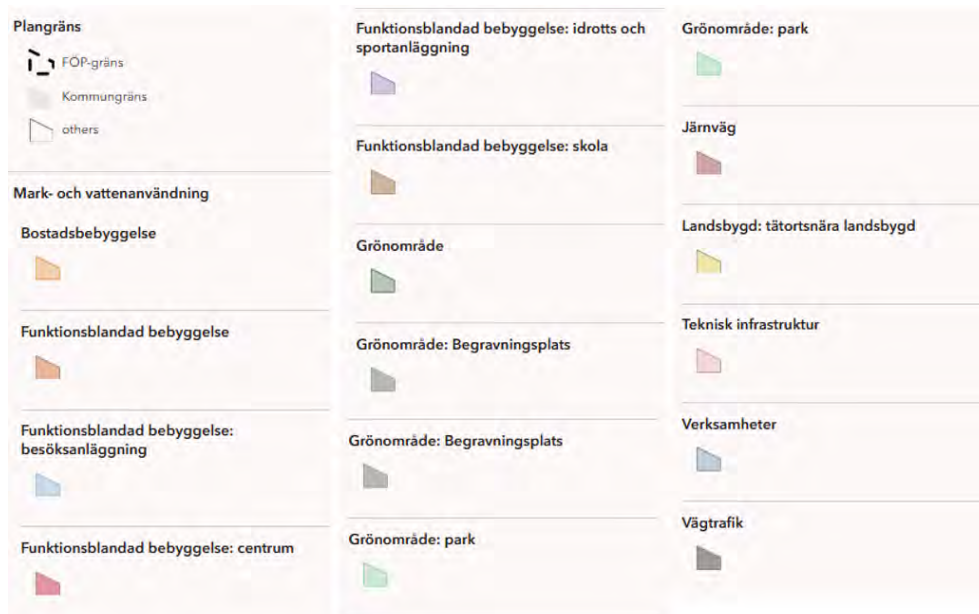 Plangräns
FÖP-gräns
Kommungräns
others
Mark- och vattenanvändning
Bostadsbebyggelse
Funktionsblandad bebyggelse
Funktionsblandad bebyggelse:
besöksanläggning
Funktionsblandad bebyggelse: centrum
Funktionsblandad bebyggelse: idrotts och
sportanläggning
Funktionsblandad bebyggelse: skola
Grönområde
Grönområde: Begravningsplats
Grönområde: Begravningsplats
Grönområde: park
Grönområde: park
Järnväg
Landsbygd: tätortsnära landsbygd
Teknisk infrastruktur
Verksamheter
Vägtrafik